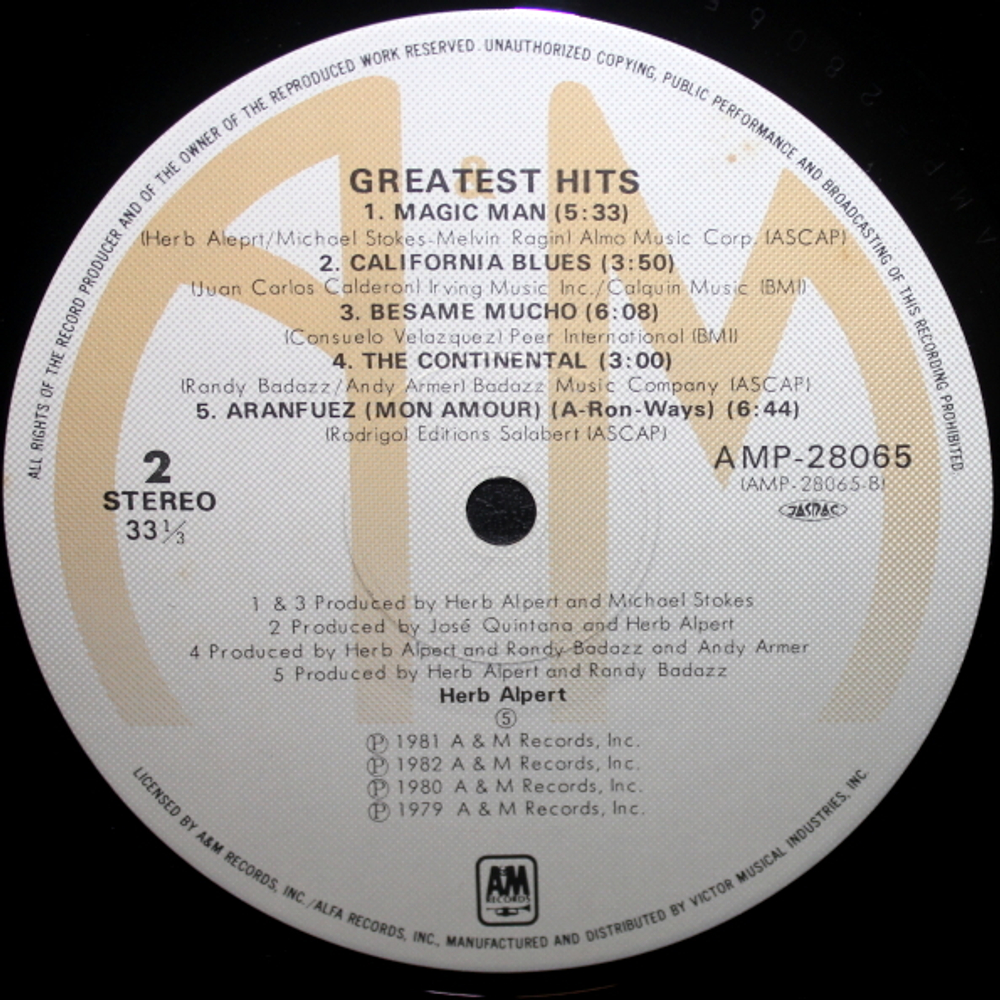 ALL RIGHTS OF THE RECORD PRODUCER AND OF THE OWNER OF THE REPRODUCED WORK RESERVED. UNAUTHORIZED COPYING, PUBLIC PERFORMANCE AND BROADCASTING OF THIS RECORDING PROHIBITED
GREATEST HITS
1. MAGIC MAN (5:33)
(Herb Aleprt/Michael Stokes-Melvin Ragin) Almo Music Corp. (ASCAP)
2. CALIFORNIA BLUES (3:50)
(Juan Carlos Calderon) Irving Music Inc./Calquin Music (BMI)
3. BESAME MUCHO (6:08)
(Consuelo Velazquez) Peer International (BMI)
4. THE CONTINENTAL (3:00)
(Randy Badazz/Andy Armer) Badazz Music Company (ASCAP)
5. ARANFUEZ (MON AMOUR) (A-Ron-Ways) (6:44)
(Rodrigo) Editions Salabert (ASCAP)
2
STEREO
33 1/3
AMP-28065
(AMP-28065-B)
JASRAC
1 & 3 Produced by Herb Alpert and Michael Stokes
2 Produced by José Quintana and Herb Alpert
4 Produced by Herb Alpert and Randy Badazz and Andy Armer
5 Produced by Herb Alpert and Randy Badazz
Herb Alpert
⑤
Ⓟ 1981 A & M Records, Inc.
Ⓟ 1982 A & M Records, Inc.
Ⓟ 1980 A & M Records, Inc.
Ⓟ 1979 A & M Records, Inc.
A&M
RECORDS
LICENSED BY A&M RECORDS, INC./ALFA RECORDS, INC., MANUFACTURED AND DISTRIBUTED BY VICTOR MUSICAL INDUSTRIES, INC.